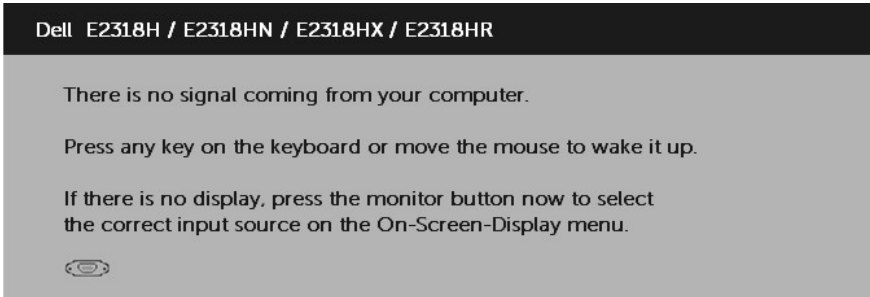 Dell E2318H / E2318HN / E2318HX / E2318HR
There is no signal coming from your computer.
Press any key on the keyboard or move the mouse to wake it up.
If there is no display, press the monitor button now to select
the correct input source on the On-Screen-Display menu.